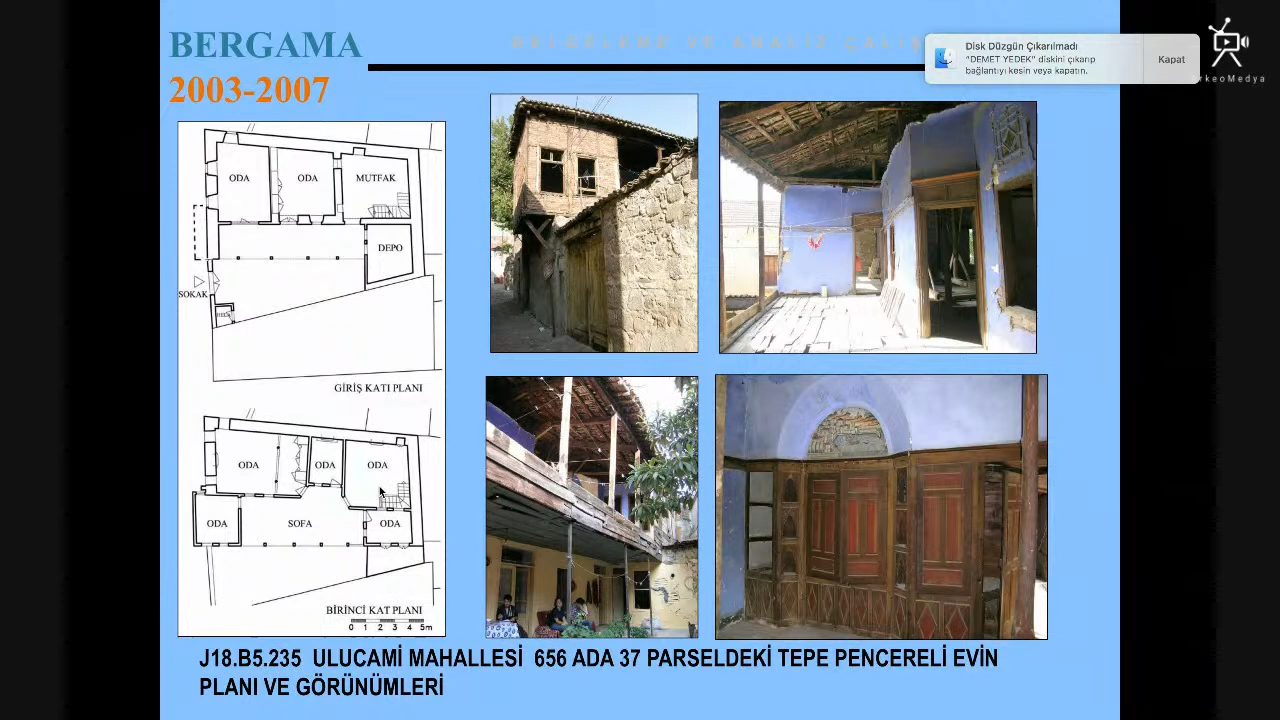 BERGAMA
2003-2007
BELGELEME VE ANALİZ ÇALIŞ
Disk Düzgün Çıkarılmadı
“DEMET YEDEK” diskini çıkarıp
bağlantıyı kesin veya kapatın.
Kapat
rkeoMedya
ODA
ODA
MUTFAK
DEPO
SOKAK
GİRİŞ KATI PLANI
ODA
ODA
ODA
ODA
SOFA
ODA
BİRİNCİ KAT PLANI
0 1 2 3 4 5m
J18.B5.235 ULUCAMİ MAHALLESİ 656 ADA 37 PARSELDEKİ TEPE PENCERELİ EVİN
PLANI VE GÖRÜNÜMLERİ